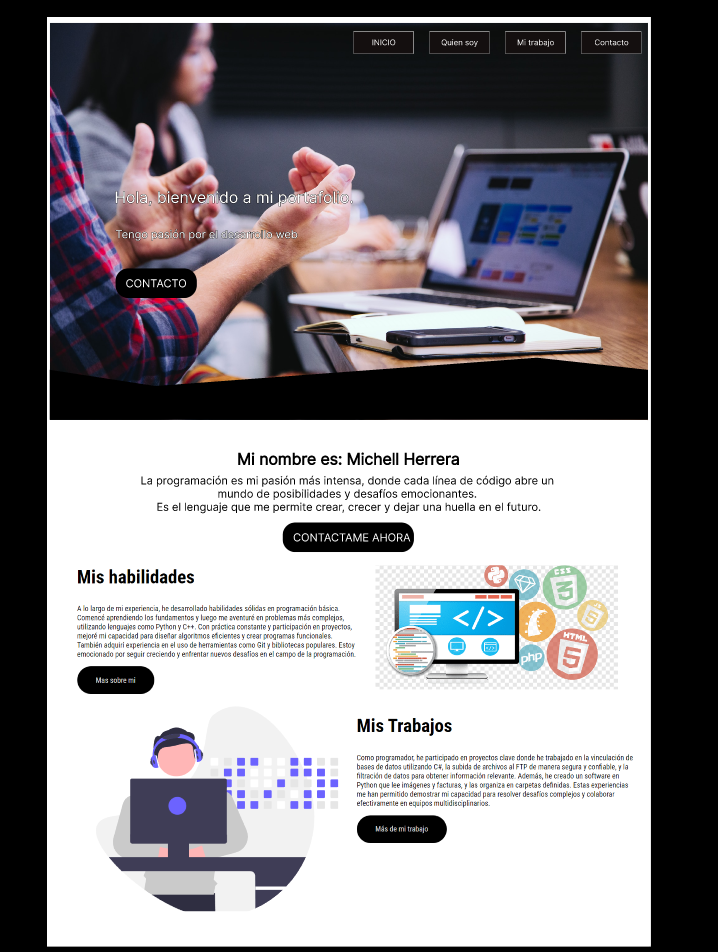 INICIO
Quien soy
Mi trabajo
Contacto
Hola, bienvenido a mi portafolio.
Tengo pasion por el desarrollo web
CONTACTO
Mi nombre es: Michell Herrera
La programación es mi pasión más intensa, donde cada línea de código abre un
mundo de posibilidades y desafíos emocionantes.
Es el lenguaje que me permite crear, crecer y dejar una huella en el futuro.
CONTACTAME AHORA
Mis habilidades
A lo largo de mi experiencia, he desarrollado habilidades sólidas en programación básica.
Comencé aprendiendo los fundamentos y luego me aventuré en problemas más complejos,
utilizando lenguajes como Python y C++. Con práctica constante y participación en proyectos,
mejoré mi capacidad para diseñar algoritmos eficientes y crear programas funcionales.
También adquirí experiencia en el uso de herramientas como Git y bibliotecas populares. Estoy
emocionado por seguir creciendo y enfrentar nuevos desafíos en el campo de la programación.
Mas sobre mi
CSS
3
</>
HTML
5
5
php
Mis Trabajos
Como programador, he participado en proyectos clave donde he trabajado en la vinculación de
bases de datos utilizando C#, la subida de archivos al FTP de manera segura y confiable, y la
filtración de datos para obtener información relevante. Además, he creado un software en
Python que lee imágenes y facturas, y las organiza en carpetas definidas. Estas experiencias
me han permitido demostrar mi capacidad para resolver desafíos complejos y colaborar
efectivamente en equipos multidisciplinarios.
Más de mi trabajo